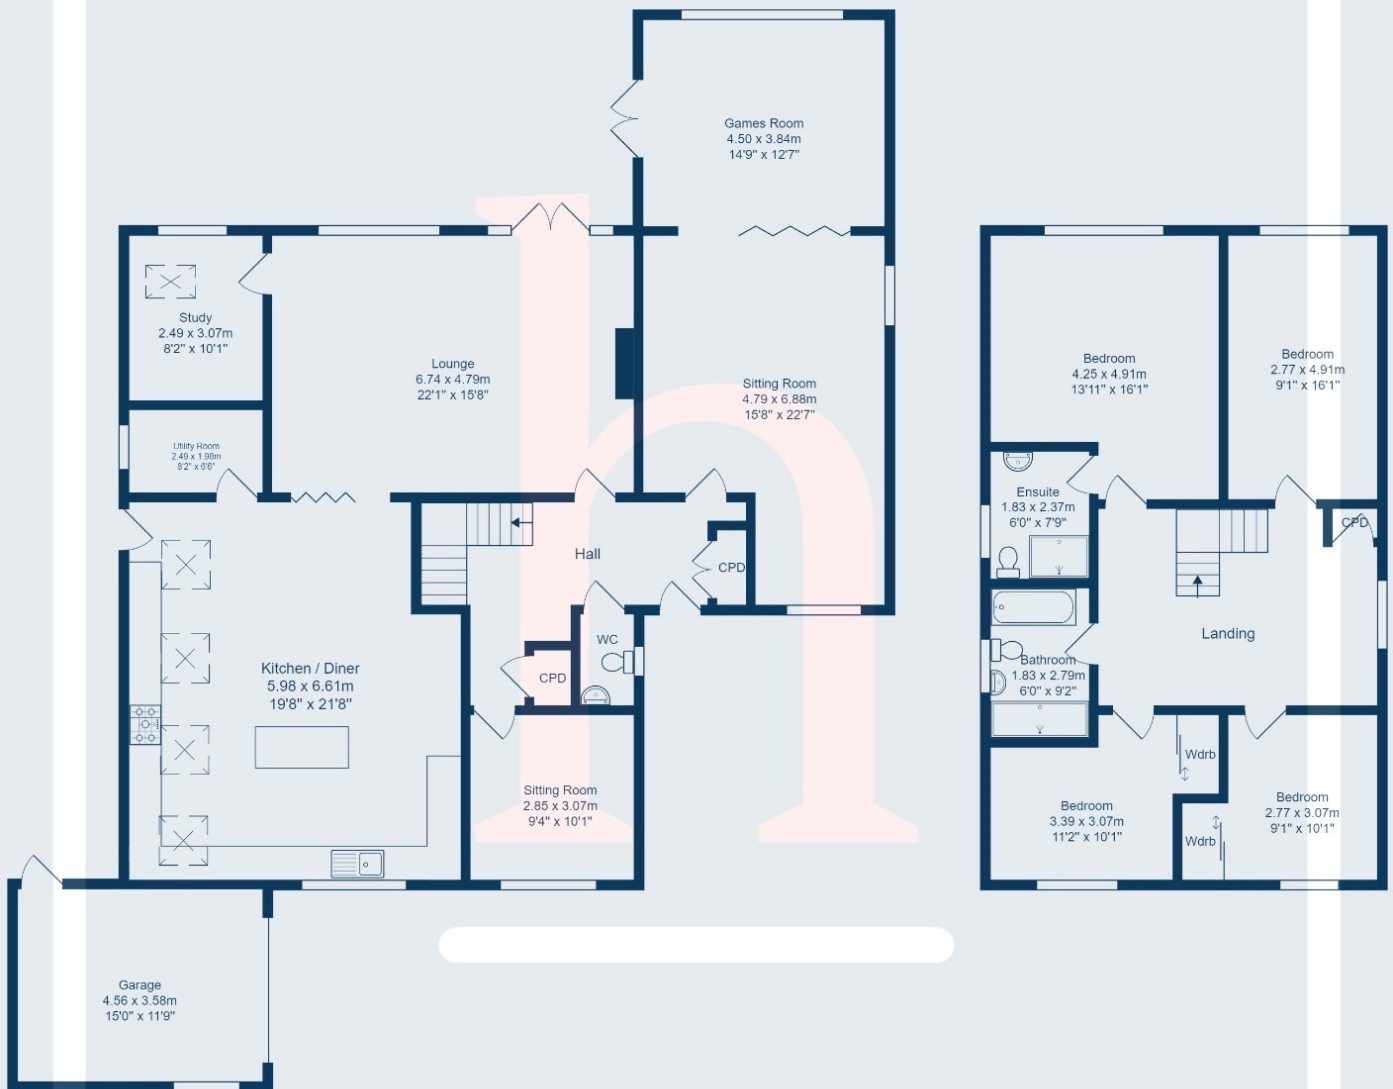 Games Room
4.50 x 3.84m
14'9" x 12'7"
Study
2.49 x 3.07m
8'2" x 10'1"
Lounge
6.74 x 4.79m
22'1" x 15'8"
Sitting Room
4.79 x 6.88m
15'8" x 22'7"
Utility Room
2.49 x 1.98m
8'2" x 6'6"
Hall
CPD
WC
CPD
Kitchen / Diner
5.98 x 6.61m
19'8" x 21'8"
Sitting Room
2.85 x 3.07m
9'4" x 10'1"
Garage
4.56 x 3.58m
15'0" x 11'9"
Bedroom
4.25 x 4.91m
13'11" x 16'1"
Bedroom
2.77 x 4.91m
9'1" x 16'1"
Ensuite
1.83 x 2.37m
6'0" x 7'9"
CPD
Landing
Bathroom
1.83 x 2.79m
6'0" x 9'2"
Wdrb
Bedroom
3.39 x 3.07m
11'2" x 10'1"
Wdrb
Bedroom
2.77 x 3.07m
9'1" x 10'1"
h